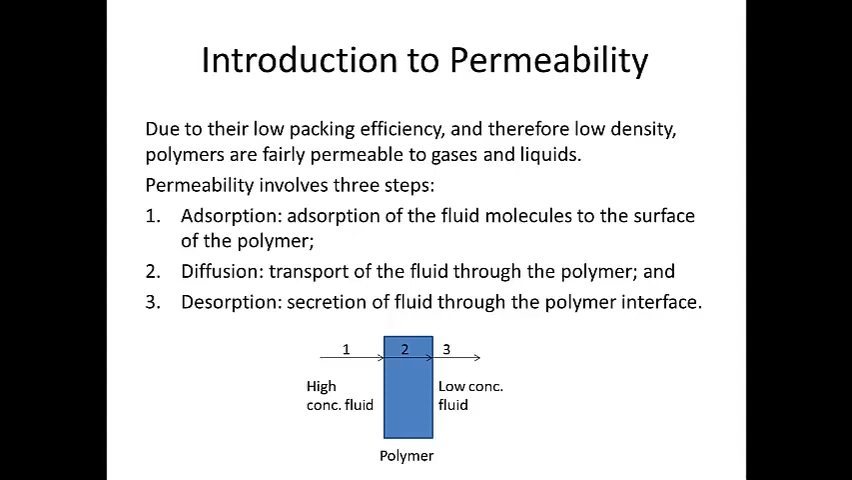 Introduction to Permeability
Due to their low packing efficiency, and therefore low density,
polymers are fairly permeable to gases and liquids.
Permeability involves three steps:
1. Adsorption: adsorption of the fluid molecules to the surface
of the polymer;
2. Diffusion: transport of the fluid through the polymer; and
3. Desorption: secretion of fluid through the polymer interface.
1 2 3
High Low conc.
conc. fluid fluid
Polymer